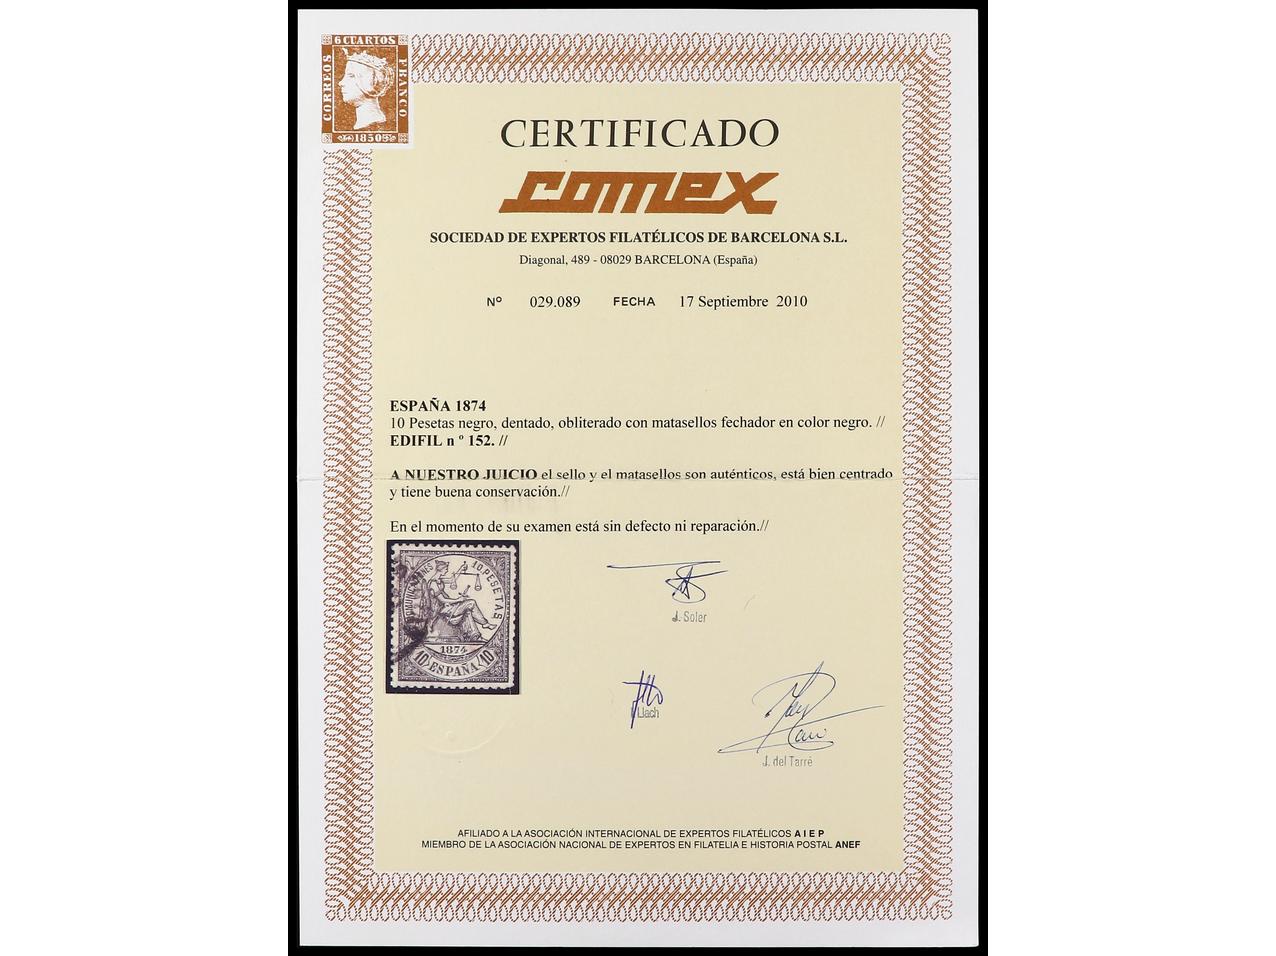 6 CUARTOS
CORREOS
FRANCO
1850
CERTIFICADO
comex
SOCIEDAD DE EXPERTOS FILATÉLICOS DE BARCELONA S.L.
Diagonal, 489 - 08029 BARCELONA (España)
Nº 029.089 FECHA 17 Septiembre 2010
ESPAÑA 1874
10 Pesetas negro, dentado, obliterado con matasellos fechador en color negro. //
EDIFIL n º 152. //
A NUESTRO JUICIO el sello y el matasellos son auténticos, está bien centrado
y tiene buena conservación.//
En el momento de su examen está sin defecto ni reparación.//
COMUNICACIONES
10 PESETAS
1874
10 ESPAÑA 10
J. Soler
Llach
J. del Tarré
AFILIADO A LA ASOCIACIÓN INTERNACIONAL DE EXPERTOS FILATÉLICOS A I E P
MIEMBRO DE LA ASOCIACIÓN NACIONAL DE EXPERTOS EN FILATELIA E HISTORIA POSTAL ANEF